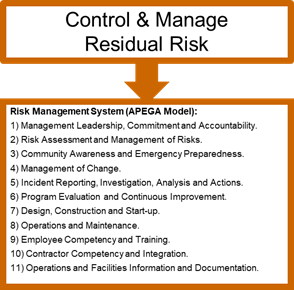 Control & Manage
Residual Risk
Risk Management System (APEGA Model):
1) Management Leadership, Commitment and Accountability.
2) Risk Assessment and Management of Risks.
3) Community Awareness and Emergency Preparedness.
4) Management of Change.
5) Incident Reporting, Investigation, Analysis and Actions.
6) Program Evaluation and Continuous Improvement.
7) Design, Construction and Start-up.
8) Operations and Maintenance.
9) Employee Competency and Training.
10) Contractor Competency and Integration.
11) Operations and Facilities Information and Documentation.